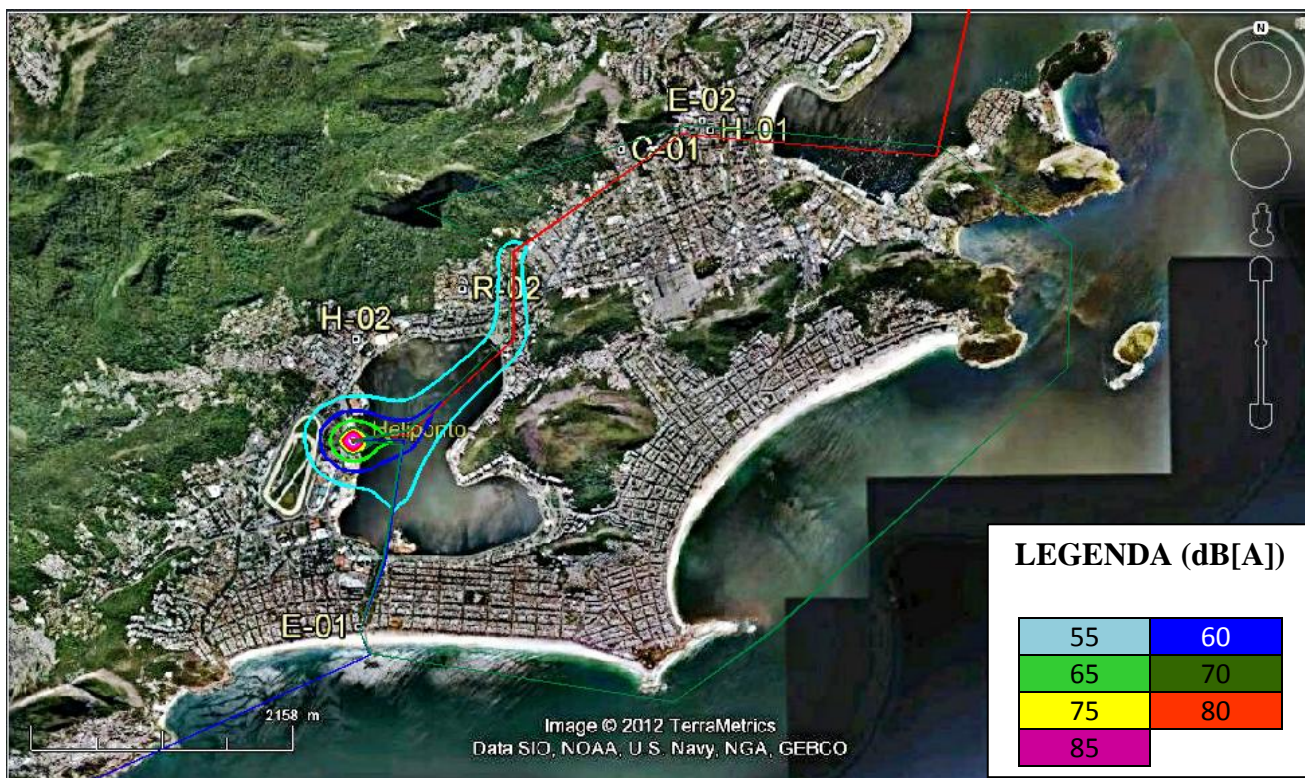 N
E-02
H-01
C-01
R-02
H-02
Heliponto
E-01
2158 m
Image © 2012 TerraMetrics
Data SIO, NOAA, U.S. Navy, NGA, GEBCO
LEGENDA (dB[A])
55 60
65 70
75 80
85